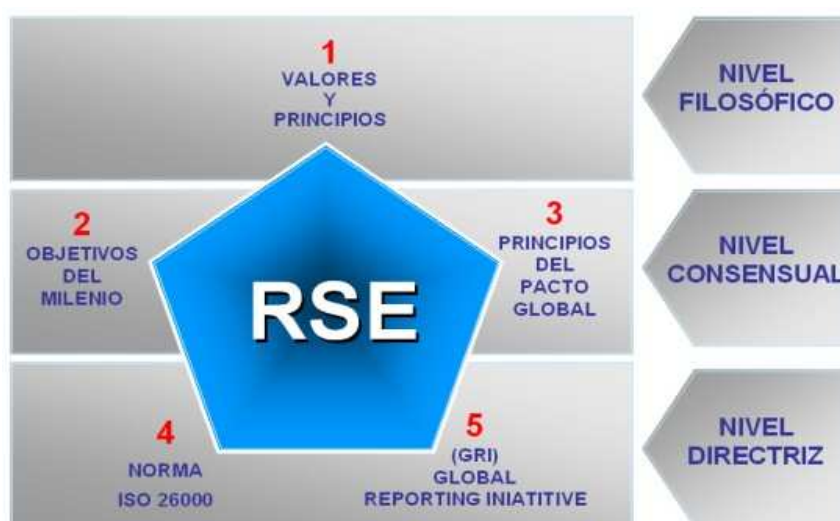 1
VALORES
Y
PRINCIPIOS
NIVEL
FILOSÓFICO
2
OBJETIVOS
DEL
MILENIO
RSE
3
PRINCIPIOS
DEL
PACTO
GLOBAL
NIVEL
CONSENSUAL
4
NORMA
ISO 26000
5
(GRI)
GLOBAL
REPORTING INIATITIVE
NIVEL
DIRECTRIZ